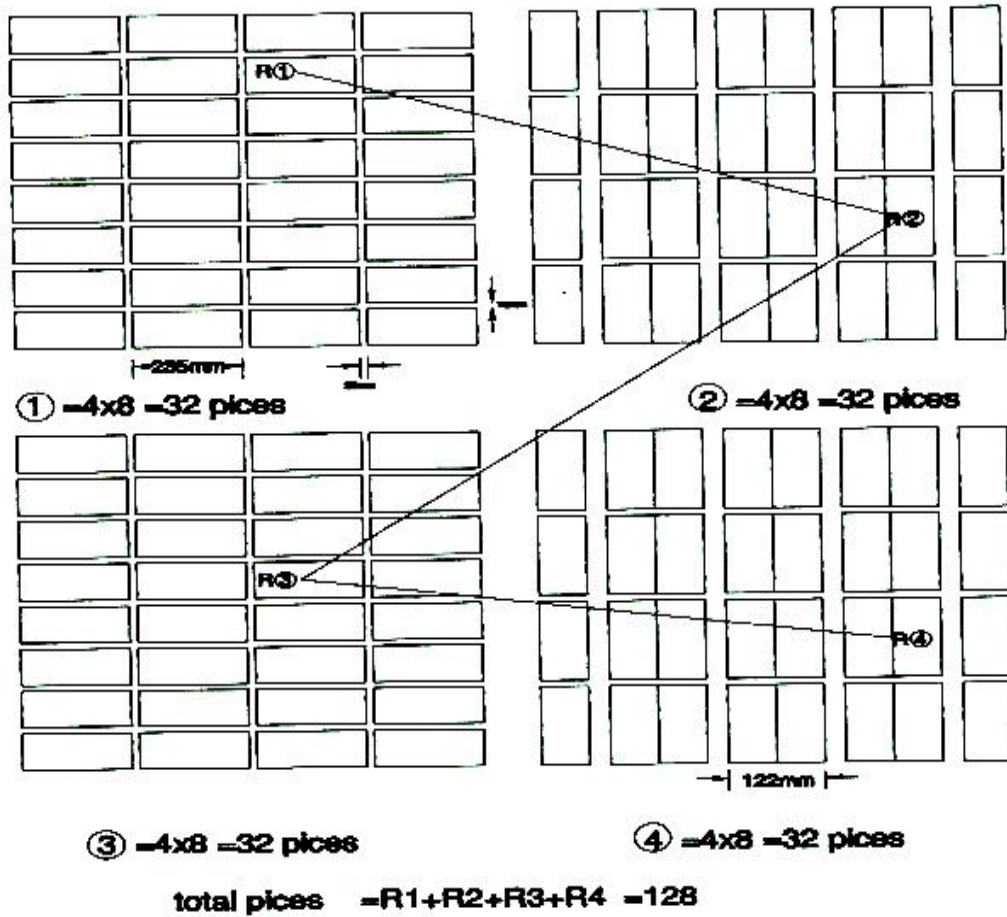 R①
R②
235mm
① =4x8 =32 pices
② =4x8 =32 pices
R③
R④
122mm
③ =4x8 =32 pices
④ =4x8 =32 pices
total pices =R1+R2+R3+R4 =128